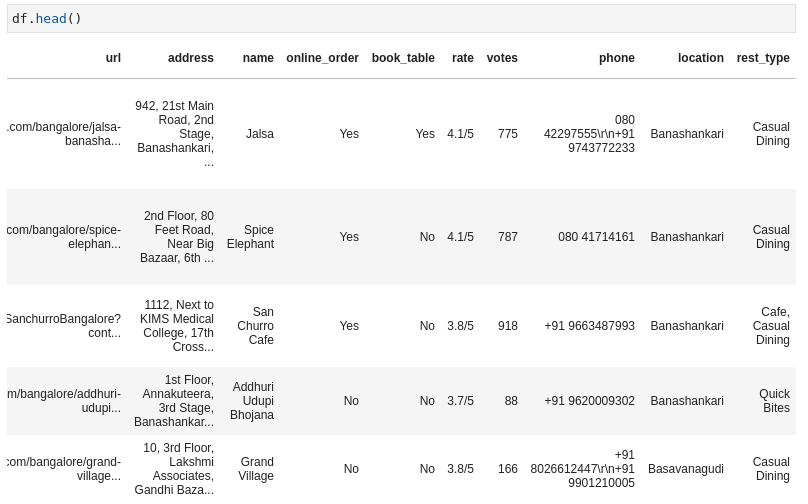 df.head()
url address name online_order book_table rate votes phone location rest_type
942, 21st Main
Road, 2nd
Stage,
Banashankari,
...
.com/bangalore/jalsa-
banasha...
Jalsa
Yes
Yes
4.1/5
775
080
42297555\r\n+91
9743772233
Banashankari
Casual
Dining
com/bangalore/spice-
elephan...
2nd Floor, 80
Feet Road,
Near Big
Bazaar, 6th ...
Spice
Elephant
Yes
No
4.1/5
787
080 41714161
Banashankari
Casual
Dining
SanchurroBangalore?
cont...
1112, Next to
KIMS Medical
College, 17th
Cross...
San
Churro
Cafe
Yes
No
3.8/5
918
+91 9663487993
Banashankari
Cafe,
Casual
Dining
m/bangalore/addhuri-
udupi...
1st Floor,
Annakuteera,
3rd Stage,
Banashankar...
Addhuri
Udupi
Bhojana
No
No
3.7/5
88
+91 9620009302
Banashankari
Quick
Bites
com/bangalore/grand-
village...
10, 3rd Floor,
Lakshmi
Associates,
Gandhi Baza...
Grand
Village
No
No
3.8/5
166
+91
8026612447\r\n+91
9901210005
Basavanagudi
Casual
Dining